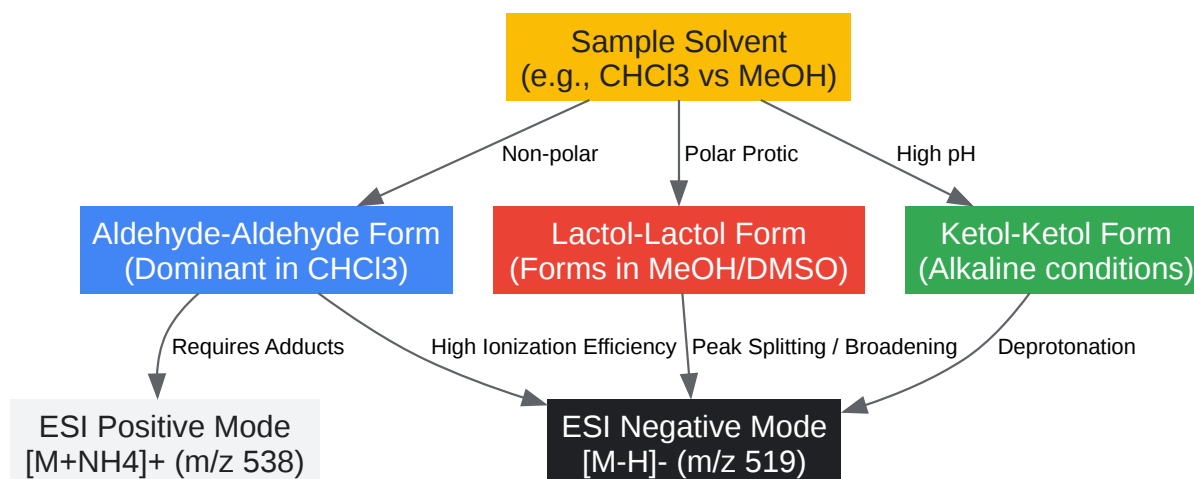 Sample Solvent
(e.g., CHCl3 vs MeOH)
Non-polar
Polar Protic
High pH
Aldehyde-Aldehyde Form
(Dominant in CHCl3)
Lactol-Lactol Form
(Forms in MeOH/DMSO)
Ketol-Ketol Form
(Alkaline conditions)
Requires Adducts
High Ionization Efficiency
Peak Splitting / Broadening
Deprotonation
ESI Positive Mode
[M+NH4]+ (m/z 538)
ESI Negative Mode
[M-H]- (m/z 519)